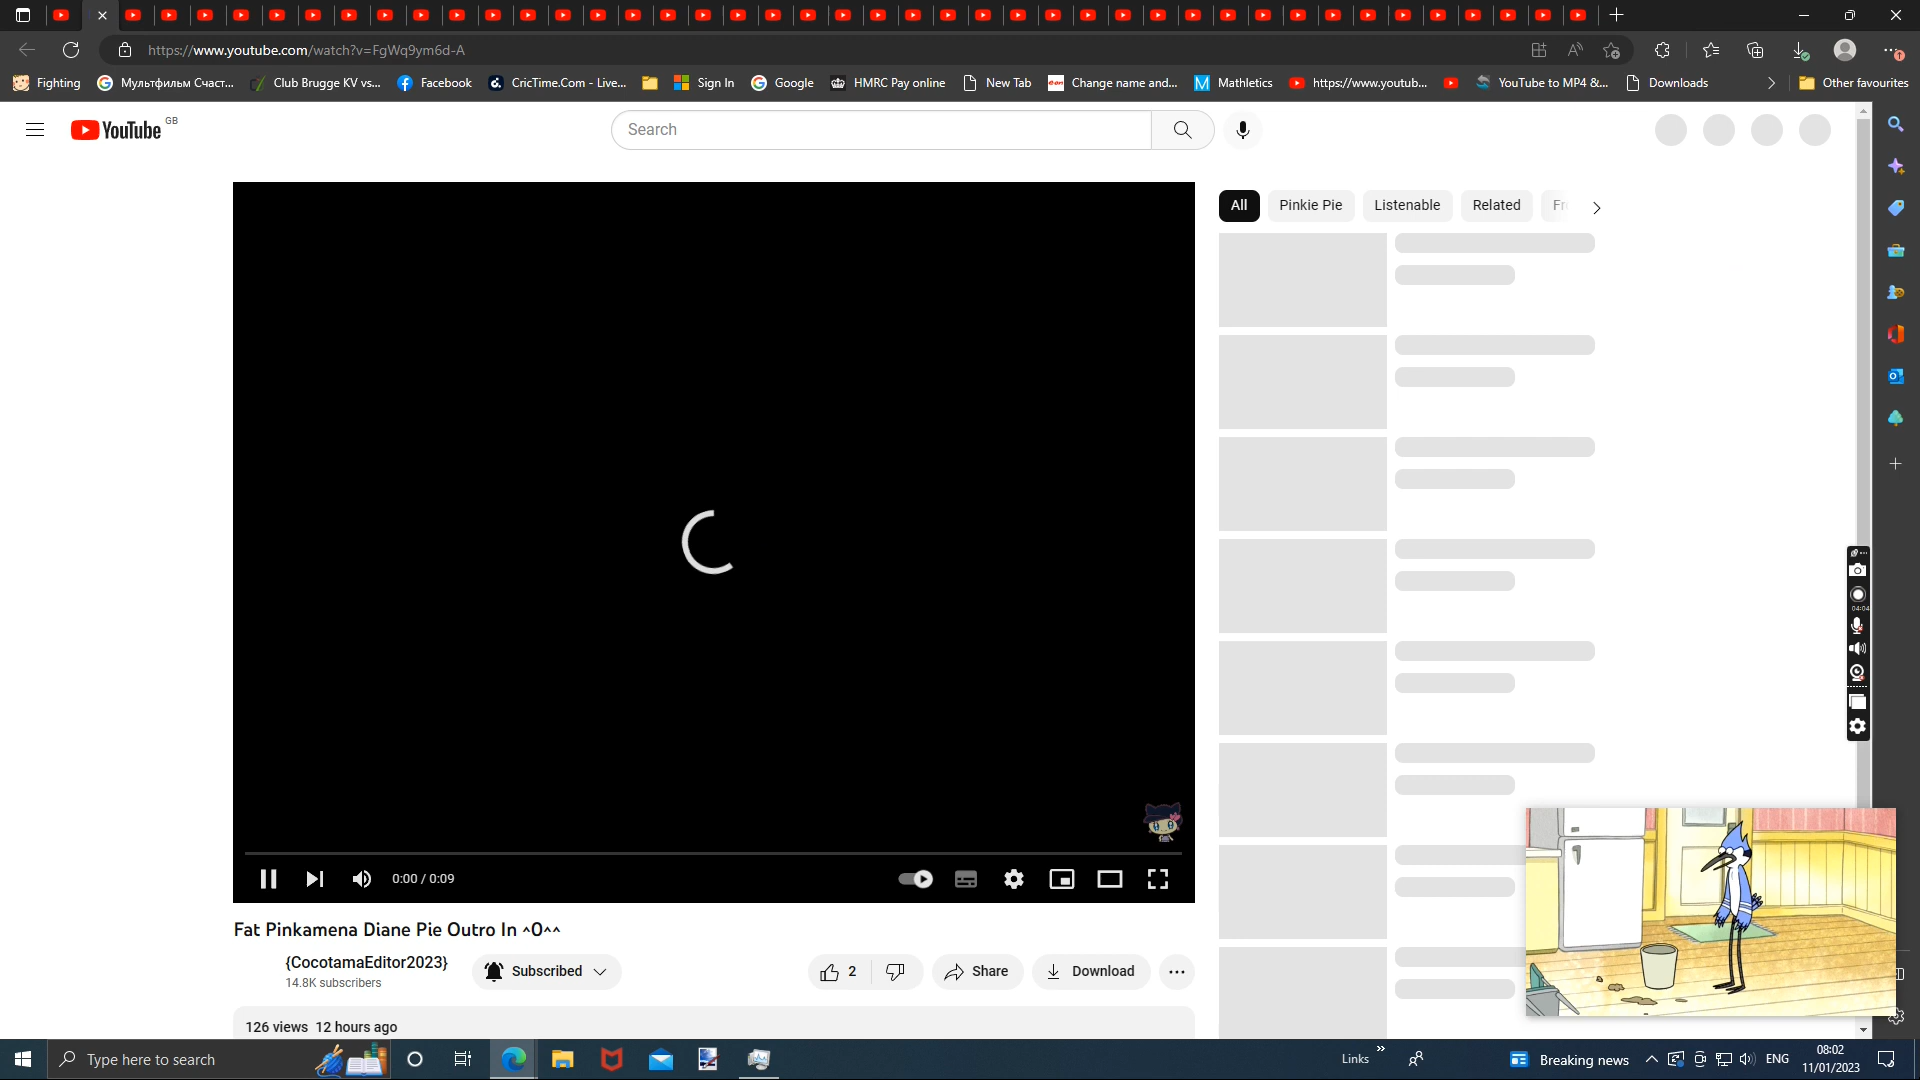 https://www.youtube.com/watch?v=FgWq9ym6d-A
Fighting
Мультфильм Счаст...
Club Brugge KV vs...
Facebook
CricTime.Com - Live...
Sign In
Google
HMRC Pay online
New Tab
Change name and...
Mathletics
https://www.youtub...
YouTube to MP4 &...
Downloads
Other favourites
YouTube GB
Search
All
Pinkie Pie
Listenable
Related
0:00 / 0:09
Fat Pinkamena Diane Pie Outro In ^O^^
{CocotamaEditor2023}
14.8K subscribers
Subscribed
2
Share
Download
126 views 12 hours ago
04:04
Type here to search
Links
Breaking news
ENG
08:02
11/01/2023